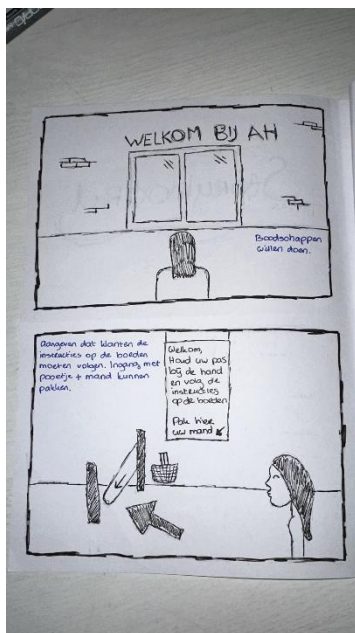 WELKOM BIJ AH
Boodschappen
willen doen.
Aangeven dat klanten de
instructies op de borden
moeten volgen. Ingang met
poortje + mand kunnen
pakken.
Welkom,
Houd uw pas
bij de hand
en volg de
instructies
op de borden
Pak hier
uw mand